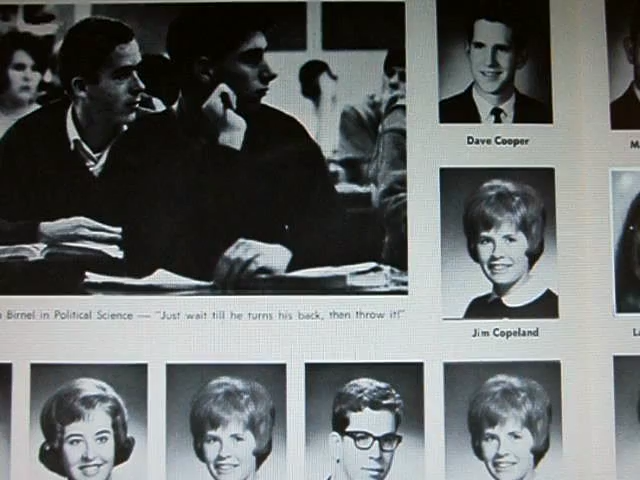 Dave Cooper
Birnel in Political Science — "Just wait till he turns his back, then throw it!"
Jim Copeland